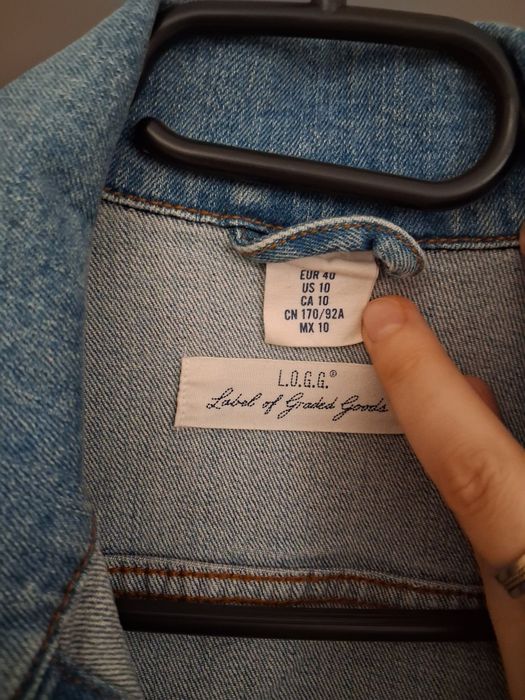 EUR 40
US 10
CA 10
CN 170/92A
MX 10
L.O.G.G.®
Label of Graded Goods